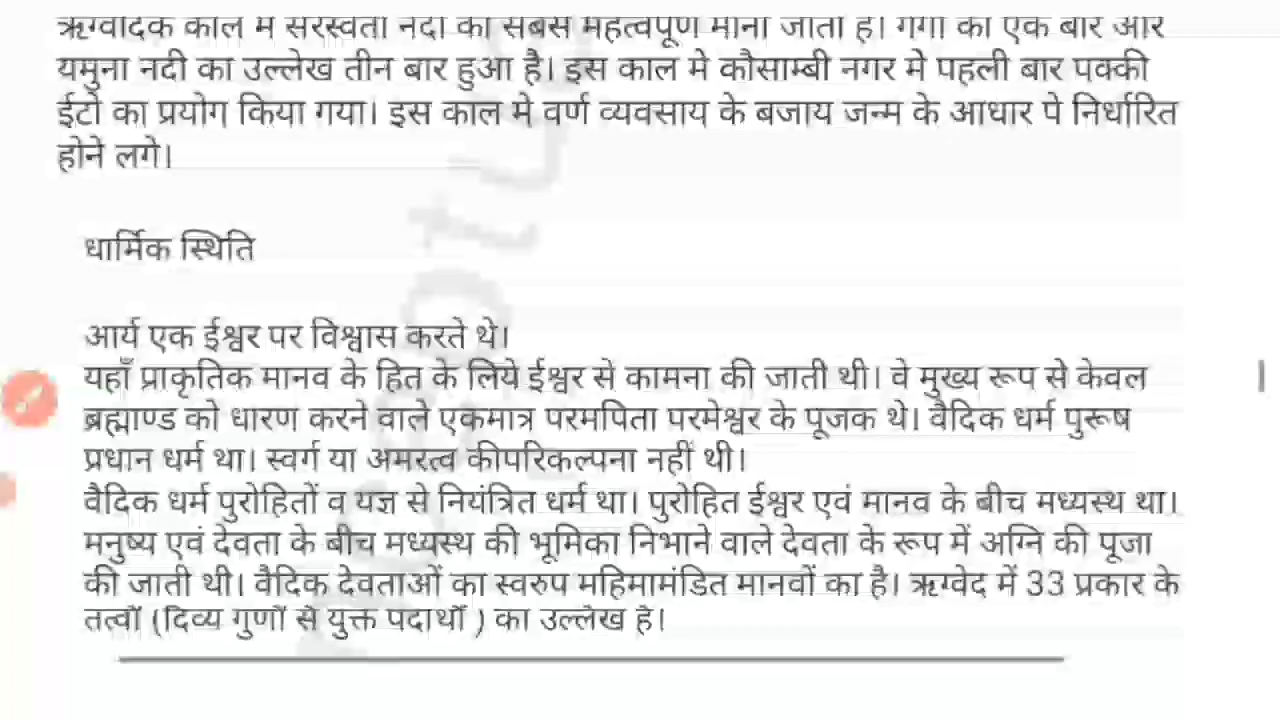 ऋग्वैदिक काल मे सरस्वती नदी को सबसे महत्वपूर्ण माना जाता है। गंगा का एक बार और
यमुना नदी का उल्लेख तीन बार हुआ है। इस काल मे कौसाम्बी नगर मे पहली बार पक्की
ईटो का प्रयोग किया गया। इस काल मे वर्ण व्यवसाय के बजाय जन्म के आधार पे निर्धारित
होने लगे।
धार्मिक स्थिति
आर्य एक ईश्वर पर विश्वास करते थे।
यहाँ प्राकृतिक मानव के हित के लिये ईश्वर से कामना की जाती थी। वे मुख्य रूप से केवल
ब्रह्माण्ड को धारण करने वाले एकमात्र परमपिता परमेश्वर के पूजक थे। वैदिक धर्म पुरूष
प्रधान धर्म था। स्वर्ग या अमरत्व कीपरिकल्पना नहीं थी।
वैदिक धर्म पुरोहितों व यज्ञ से नियंत्रित धर्म था। पुरोहित ईश्वर एवं मानव के बीच मध्यस्थ था।
मनुष्य एवं देवता के बीच मध्यस्थ की भूमिका निभाने वाले देवता के रूप में अग्नि की पूजा
की जाती थी। वैदिक देवताओं का स्वरुप महिमामंडित मानवों का है। ऋग्वेद में 33 प्रकार के
तत्वों (दिव्य गुणों से युक्त पदार्थो ) का उल्लेख है।